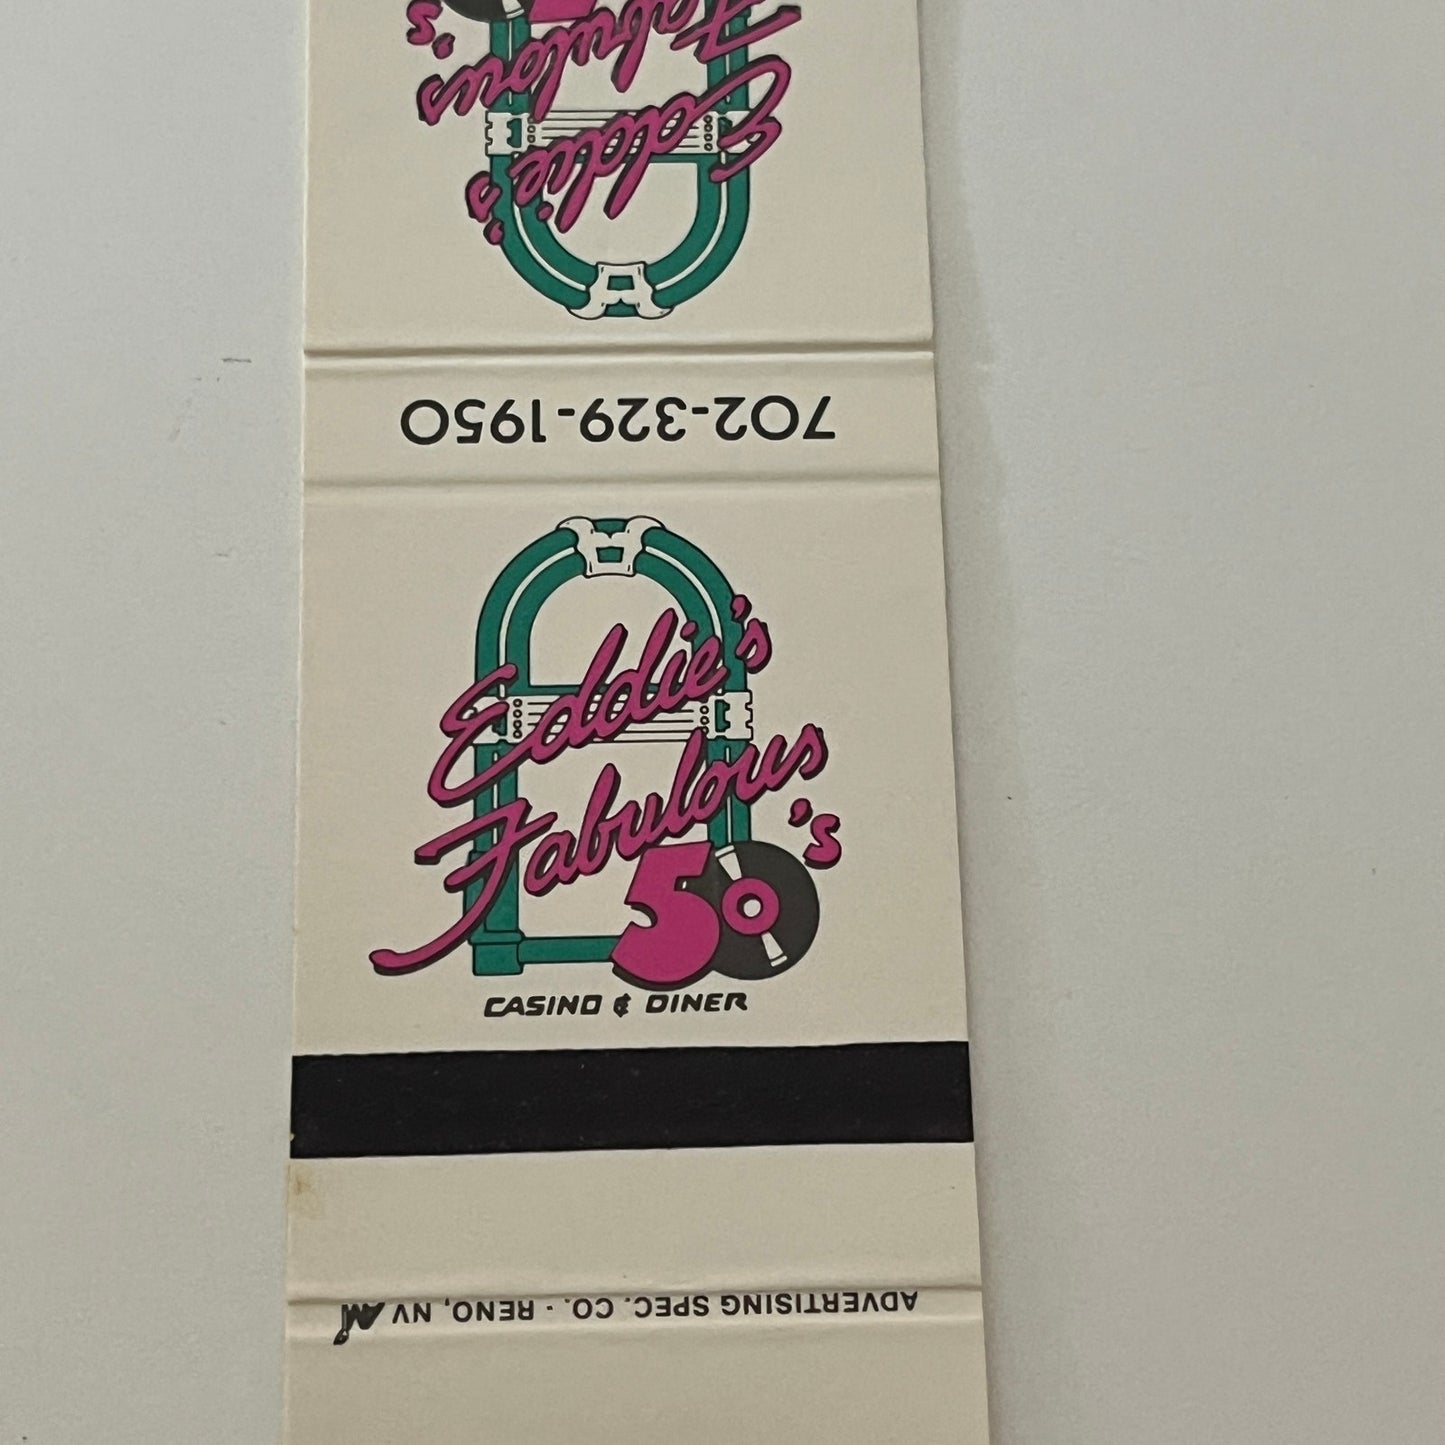 Eddie's
Fabulous
's
702-329-1950
Eddie's
Fabulous
50's
CASINO & DINER
ADVERTISING SPEC. CO. - RENO, NV